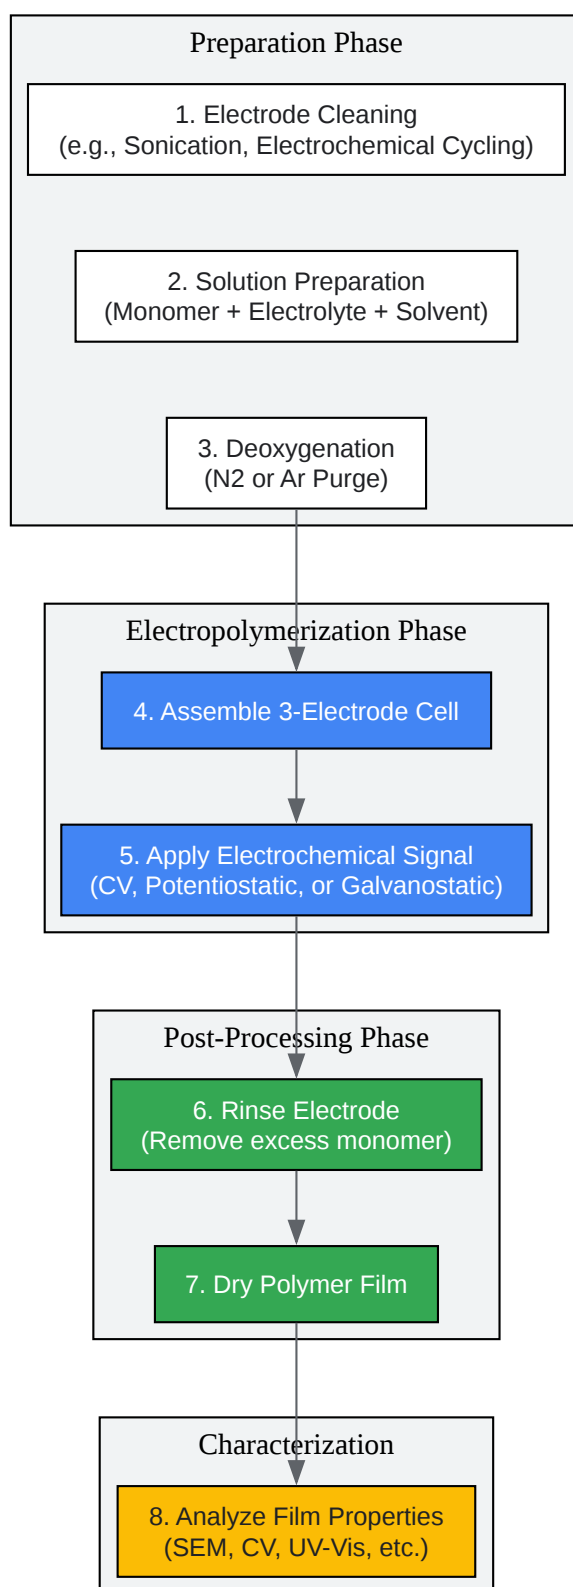 Preparation Phase
1. Electrode Cleaning
(e.g., Sonication, Electrochemical Cycling)
2. Solution Preparation
(Monomer + Electrolyte + Solvent)
3. Deoxygenation
(N2 or Ar Purge)
Electropolymerization Phase
4. Assemble 3-Electrode Cell
5. Apply Electrochemical Signal
(CV, Potentiostatic, or Galvanostatic)
Post-Processing Phase
6. Rinse Electrode
(Remove excess monomer)
7. Dry Polymer Film
Characterization
8. Analyze Film Properties
(SEM, CV, UV-Vis, etc.)